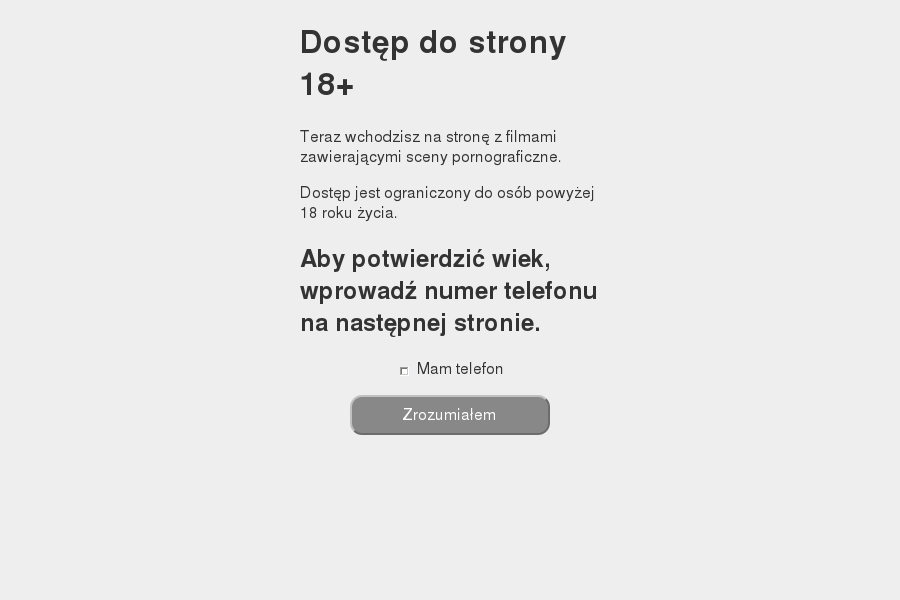 Dostęp do strony
18+
Teraz wchodzisz na stronę z filmami
zawierającymi sceny pornograficzne.
Dostęp jest ograniczony do osób powyżej
18 roku życia.
Aby potwierdzić wiek,
wprowadź numer telefonu
na następnej stronie.
Mam telefon
Zrozumiałem